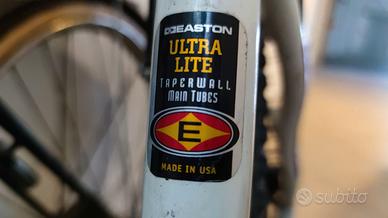 EASTON
ULTRA
LITE
TAPERWALL
MAIN TUBES
E
MADE IN USA
subito